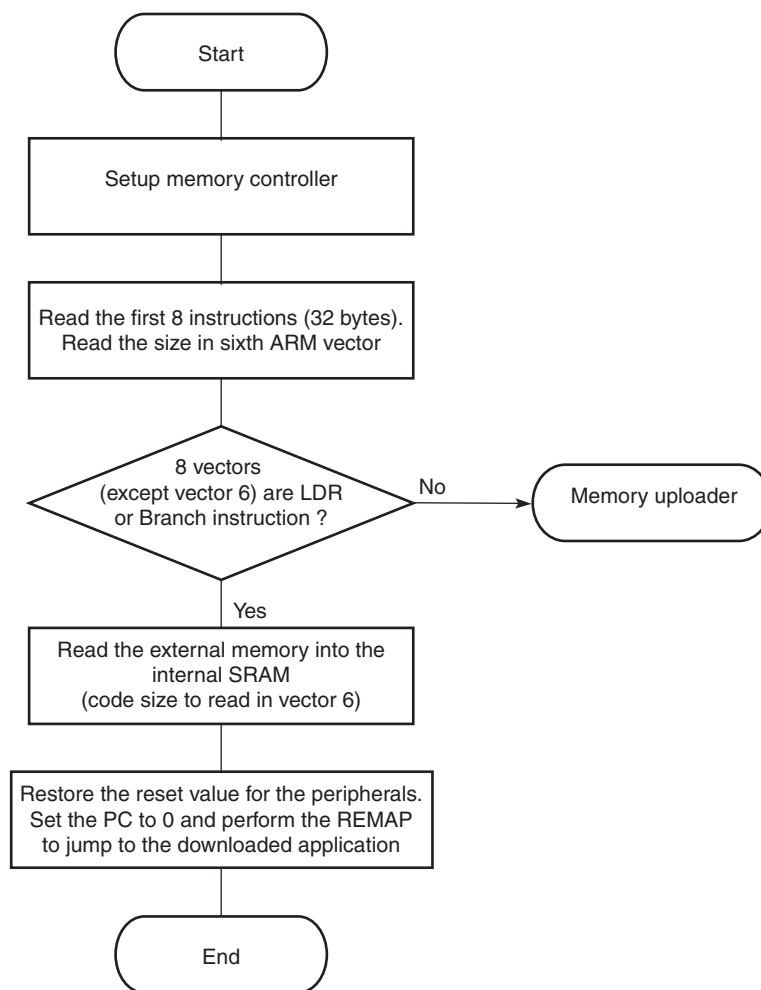 Start
Setup memory controller
Read the first 8 instructions (32 bytes).
Read the size in sixth ARM vector
8 vectors
(except vector 6) are LDR
or Branch instruction ?
No
Memory uploader
Yes
Read the external memory into the
internal SRAM
(code size to read in vector 6)
Restore the reset value for the peripherals.
Set the PC to 0 and perform the REMAP
to jump to the downloaded application
End